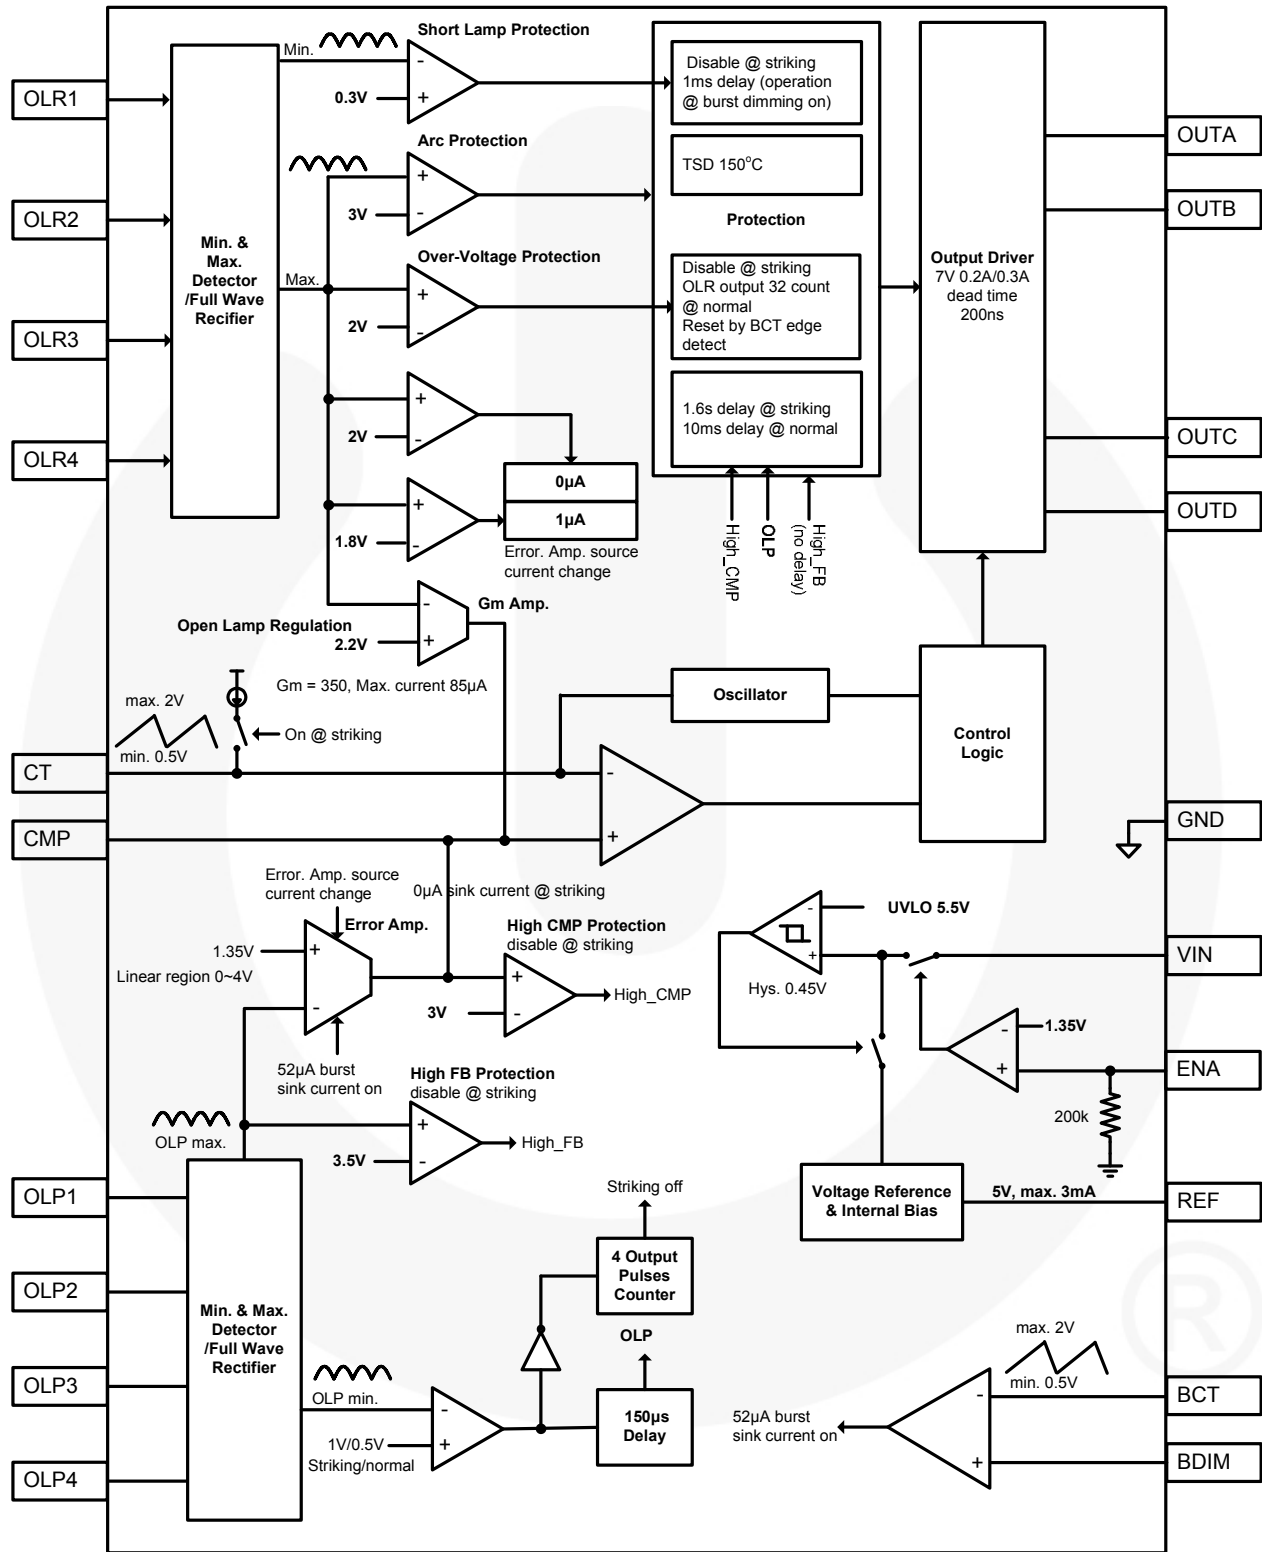 Short Lamp Protection
Min.
-
+
0.3V
Disable @ striking
1ms delay (operation
@ burst dimming on)
OLR1
OUTA
Arc Protection
TSD 150°C
+
-
3V
OLR2
OUTB
Protection
Min. &
Max.
Detector
/Full Wave
Recifier
Max.
Over-Voltage Protection
+
-
2V
Disable @ striking
OLR output 32 count
@ normal
Reset by BCT edge
detect
Output Driver
7V 0.2A/0.3A
dead time
200ns
OLR3
+
-
2V
1.6s delay @ striking
10ms delay @ normal
OUTC
OLR4
0µA
1µA
Error. Amp. source
current change
+
-
1.8V
OUTD
High_CMP
OLP
High_FB
(no delay)
Gm Amp.
-
+
Open Lamp Regulation
2.2V
Gm = 350, Max. current 85µA
Oscillator
max. 2V
min. 0.5V
On @ striking
Control
Logic
CT
-
+
CMP
GND
Error. Amp. source
current change
0µA sink current @ striking
Error Amp.
1.35V
+
-
Linear region 0~4V
High CMP Protection
disable @ striking
+
-
3V
High_CMP
UVLO 5.5V
-
+
Hys. 0.45V
VIN
1.35V
-
+
ENA
200k
52µA burst
sink current on
High FB Protection
disable @ striking
OLP max.
+
-
3.5V
High_FB
OLP1
Striking off
Voltage Reference
& Internal Bias
5V, max. 3mA
REF
4 Output
Pulses
Counter
OLP2
Min. & Max.
Detector
/Full Wave
Rectifier
OLP
®
max. 2V
min. 0.5V
OLP3
OLP min.
-
+
1V/0.5V
Striking/normal
150µs
Delay
52µA burst
sink current on
-
+
BCT
BDIM
OLP4